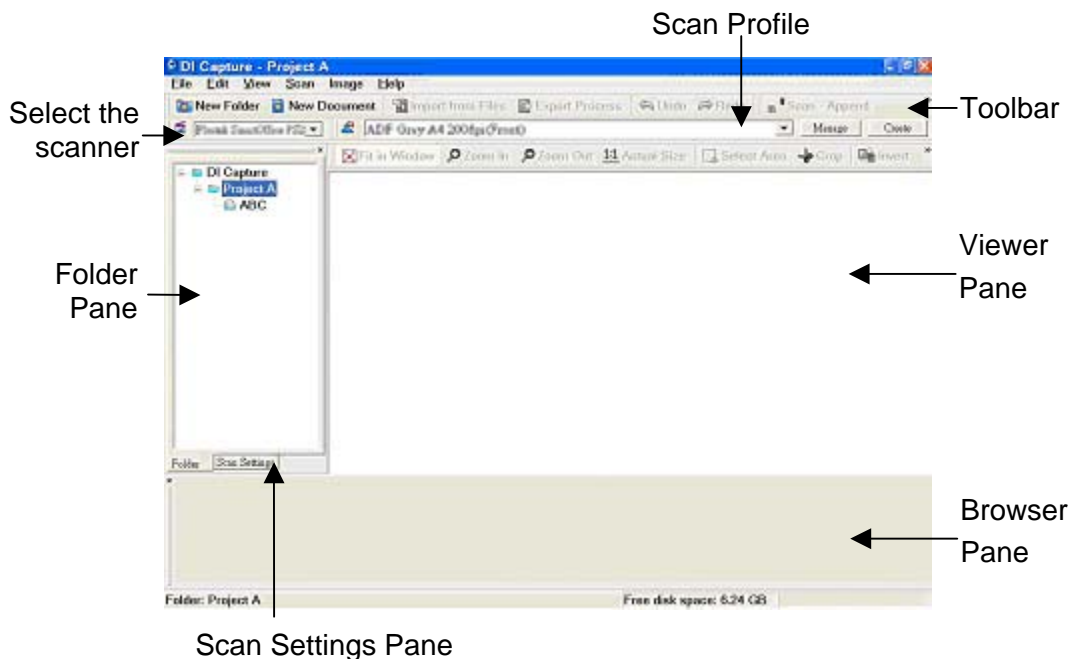 Scan Profile
DI Capture - Project A
File Edit View Scan Image Help
New Folder New Document Import from Files Export Process Undo Scan - Append
Toolbar
Select the scanner
ADF Grey A4 200dpi(Front)
Manage Create
Fit in Window Zoom In Zoom Out 1:1 Actual Size Select Area Crop Invert
DI Capture
Project A
ABC
Viewer Pane
Folder Pane
Folder Scan Settings
Browser Pane
Folder: Project A Free disk space: 6.24 GB
Scan Settings Pane